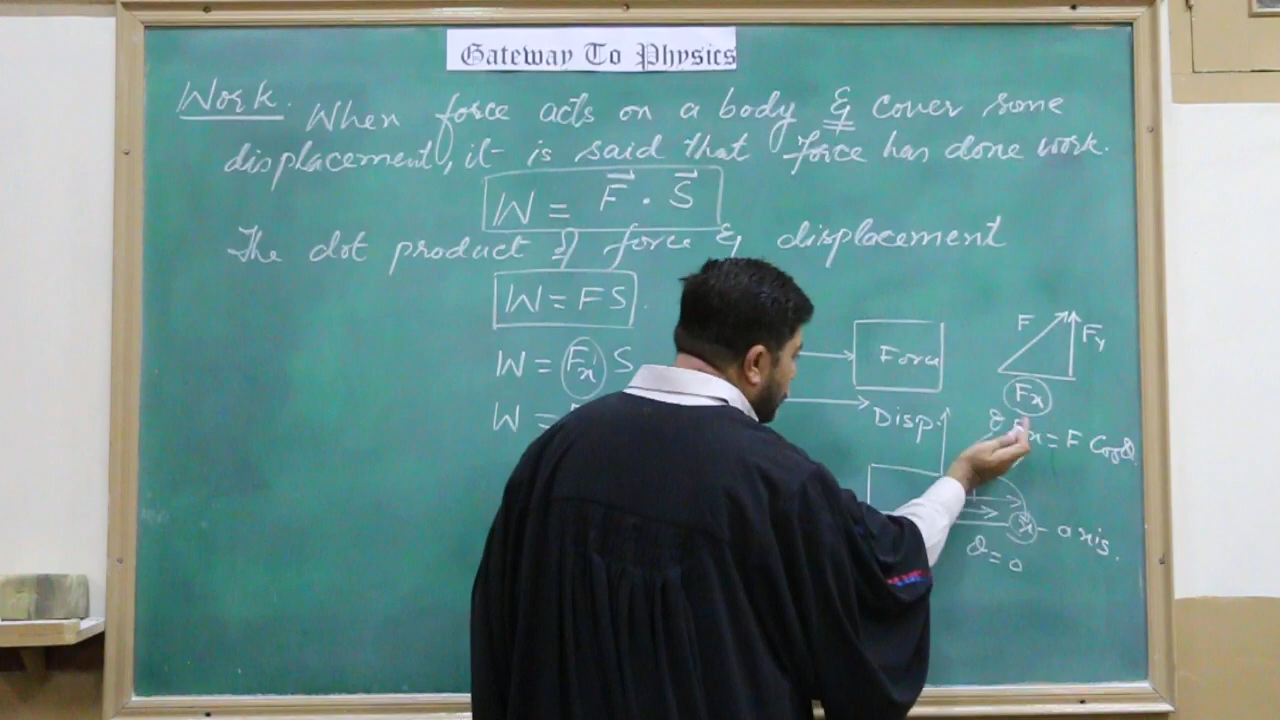 Gateway To Physics
Work. When force acts on a body & cover some
displacement, it is said that force has done work.
W = F . S
The dot product of force & displacement
W = FS.
W = Fx S
W =
Force
Disp.
F
Fy
Fx
Fx = F Cosθ
x - axis.
θ = 0